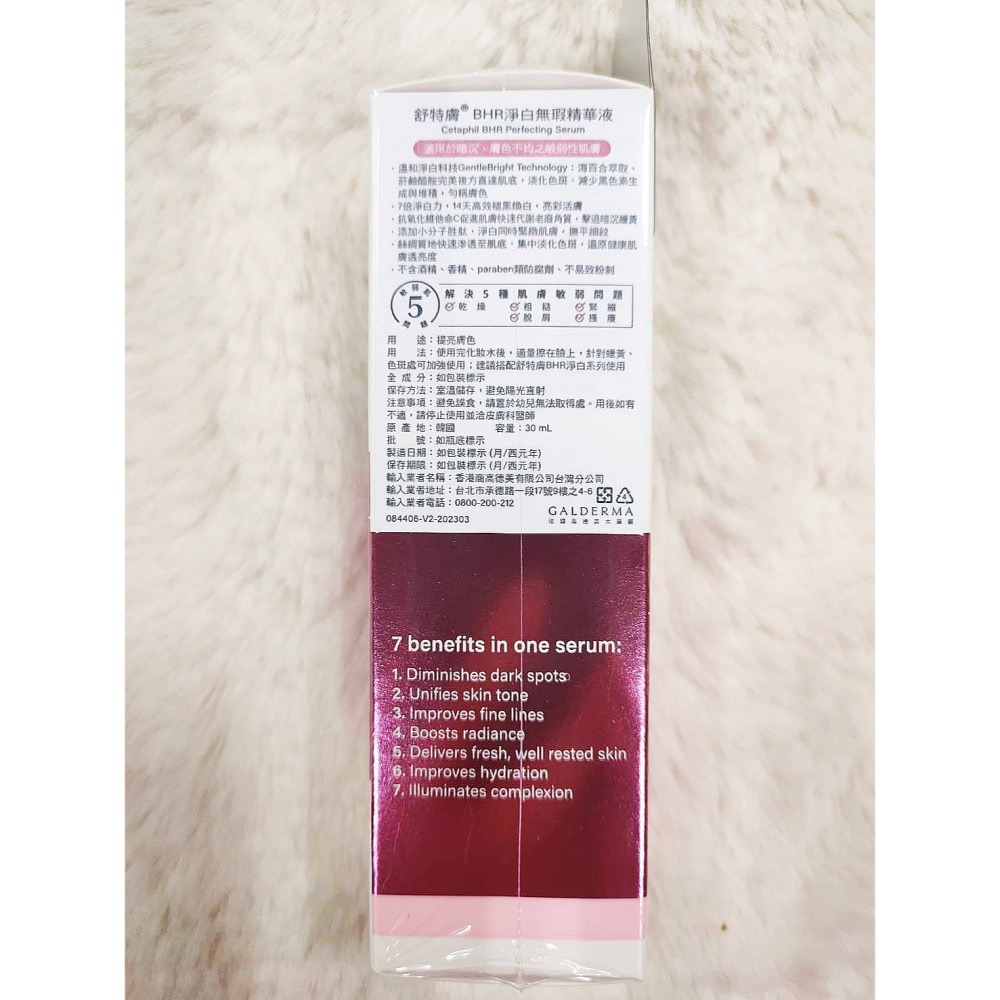 舒特膚® BHR淨白無瑕精華液
Cetaphil BHR Perfecting Serum
適用於暗沉、膚色不均之敏弱性肌膚
・溫和淨白科技GentleBright Technology：海百合萃取、
菸鹼醯胺完美複方直達肌底，淡化色斑、減少黑色素生
成與堆積，勻稱膚色
・7倍淨白力，14天高效褪黑煥白，亮彩活膚
・抗氧化維他命C促進肌膚快速代謝老廢角質，擊退暗沉蠟黃
・添加小分子胜肽，淨白同時緊緻肌膚，撫平細紋
・絲綢質地快速滲透至肌底，集中淡化色斑，還原健康肌
膚透亮度
・不含酒精、香精、paraben類防腐劑、不易致粉刺
敏弱肌
5
問題
解決5種肌膚敏弱問題
乾燥 粗糙 緊繃
脫屑 搔癢
用 途：提亮膚色
用 法：使用完化妝水後，適量擦在臉上，針對蠟黃、
色斑處可加強使用；建議搭配舒特膚BHR淨白系列使用
全 成 分：如包裝標示
保存方法：室溫儲存，避免陽光直射
注意事項：避免誤食，請置於幼兒無法取得處。用後如有
不適，請停止使用並洽皮膚科醫師
原 產 地：韓國 容量：30 mL
批 號：如瓶底標示
製造日期：如包裝標示 (月/西元年)
保存期限：如包裝標示 (月/西元年)
輸入業者名稱：香港商高德美有限公司台灣分公司
輸入業者地址：台北市承德路一段17號9樓之4-6
輸入業者電話：0800-200-212
GALDERMA
084406-V2-202303
7 benefits in one serum:
1. Diminishes dark spots
2. Unifies skin tone
3. Improves fine lines
4. Boosts radiance
5. Delivers fresh, well rested skin
6. Improves hydration
7. Illuminates complexion